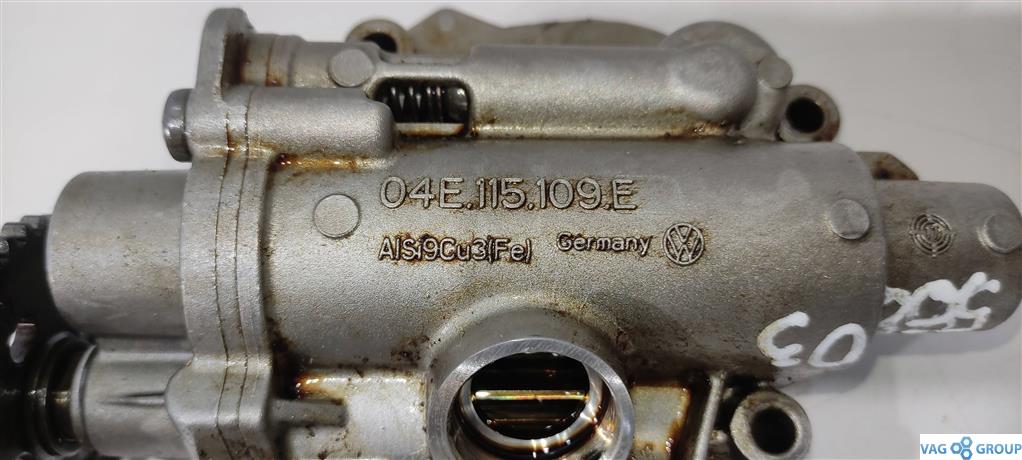 04E.115.109.E
AlSi9Cu3(Fe) Germany
03
VAG GROUP